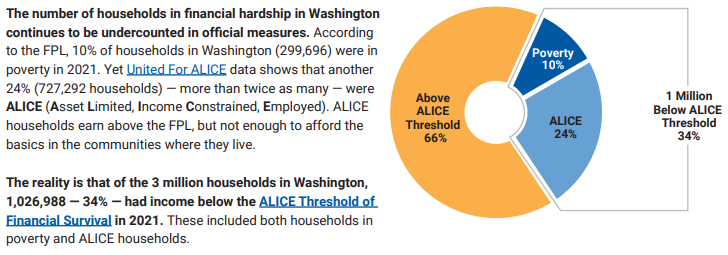 The number of households in financial hardship in Washington
continues to be undercounted in official measures. According
to the FPL, 10% of households in Washington (299,696) were in
poverty in 2021. Yet United For ALICE data shows that another
24% (727,292 households) — more than twice as many — were
ALICE (Asset Limited, Income Constrained, Employed). ALICE
households earn above the FPL, but not enough to afford the
basics in the communities where they live.
The reality is that of the 3 million households in Washington,
1,026,988 — 34% — had income below the ALICE Threshold of
Financial Survival in 2021. These included both households in
poverty and ALICE households.
Above
ALICE
Threshold
66%
Poverty
10%
ALICE
24%
1 Million
Below ALICE
Threshold
34%